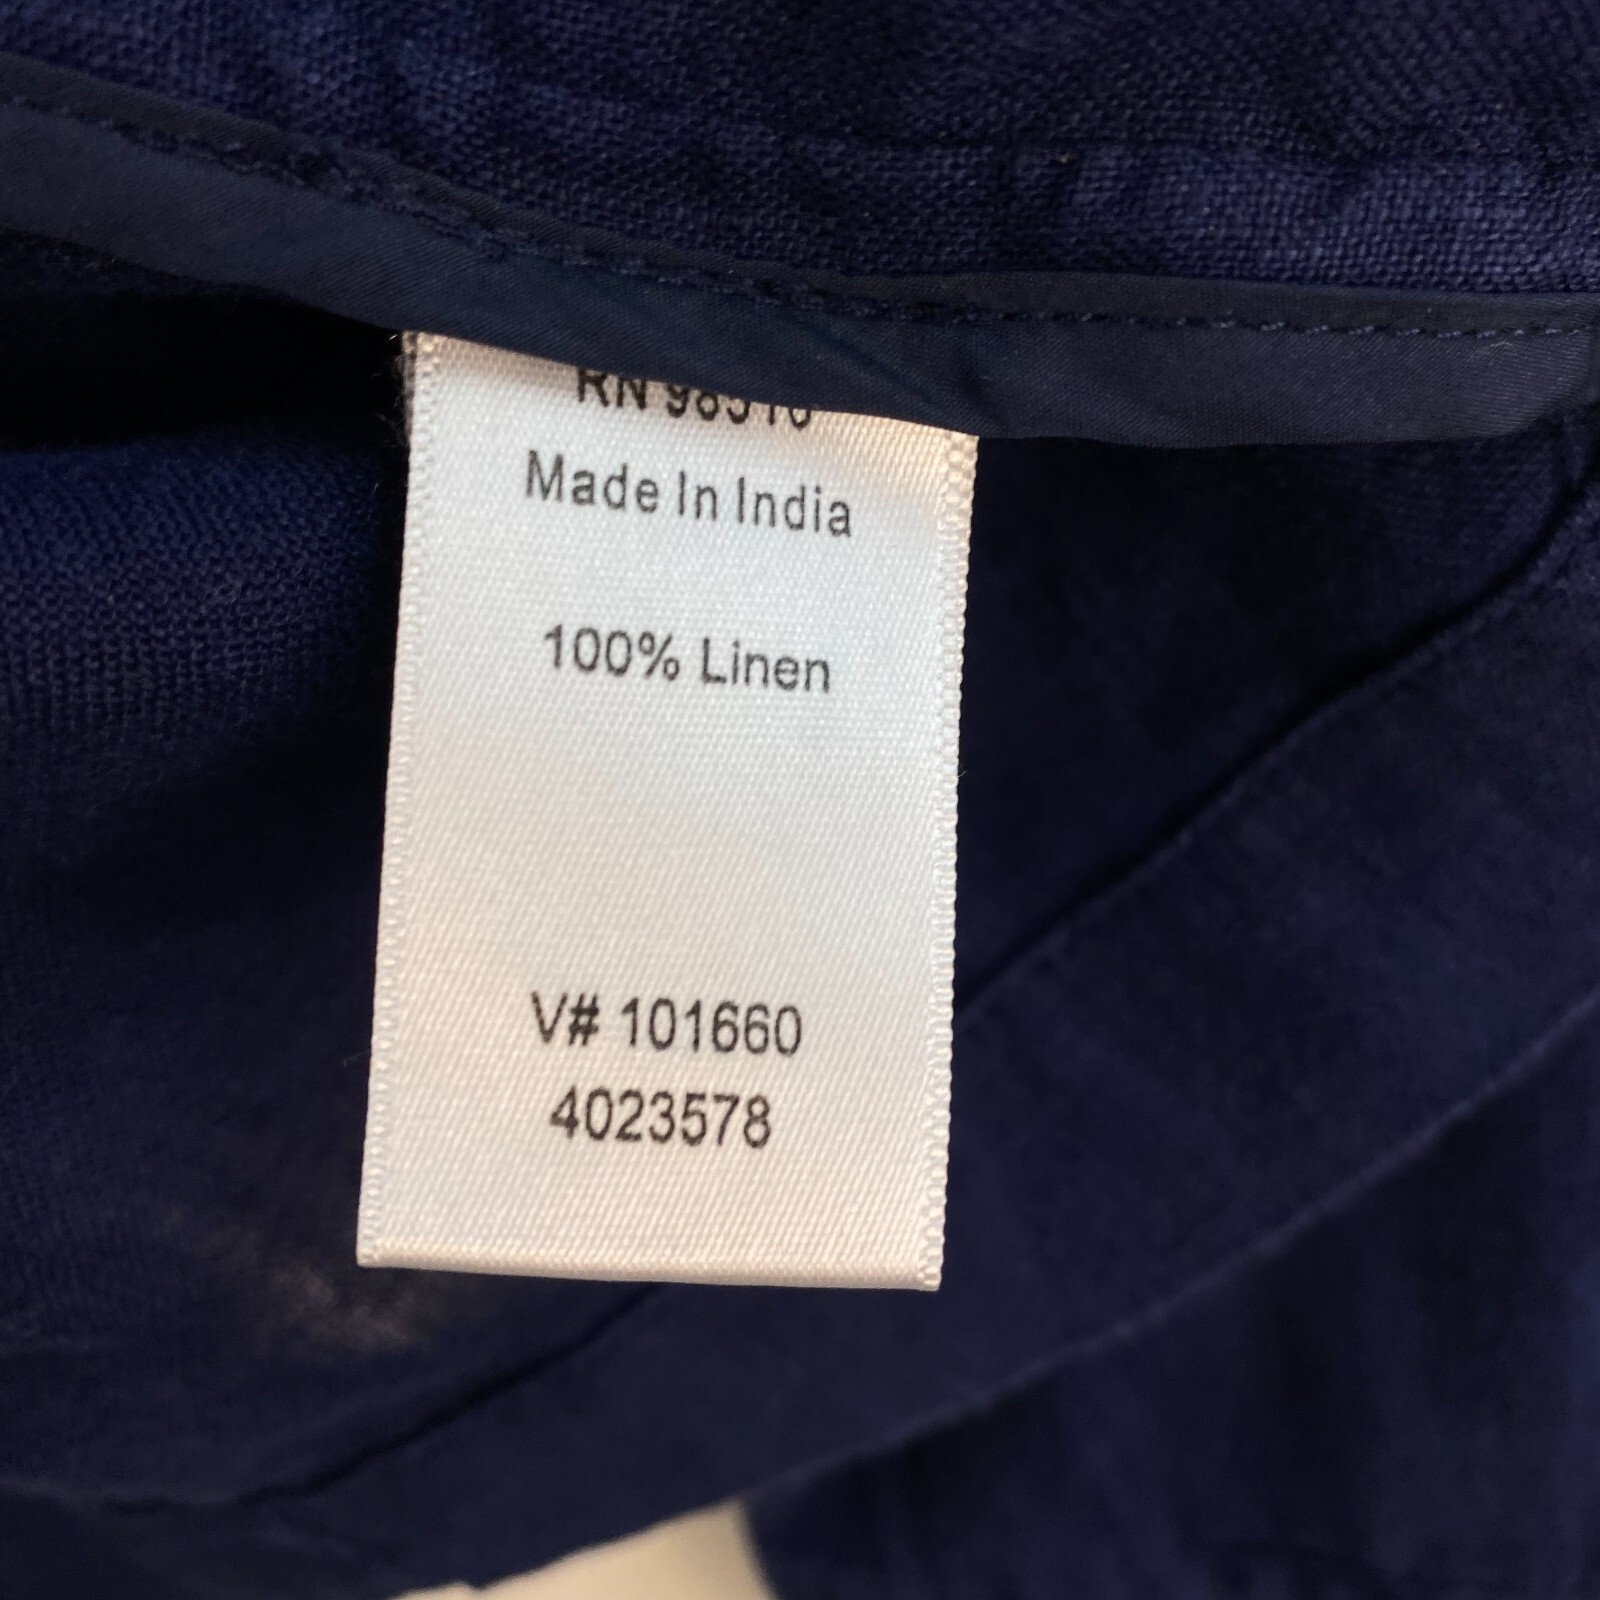 RN
Made In India
100% Linen
V# 101660
4023578